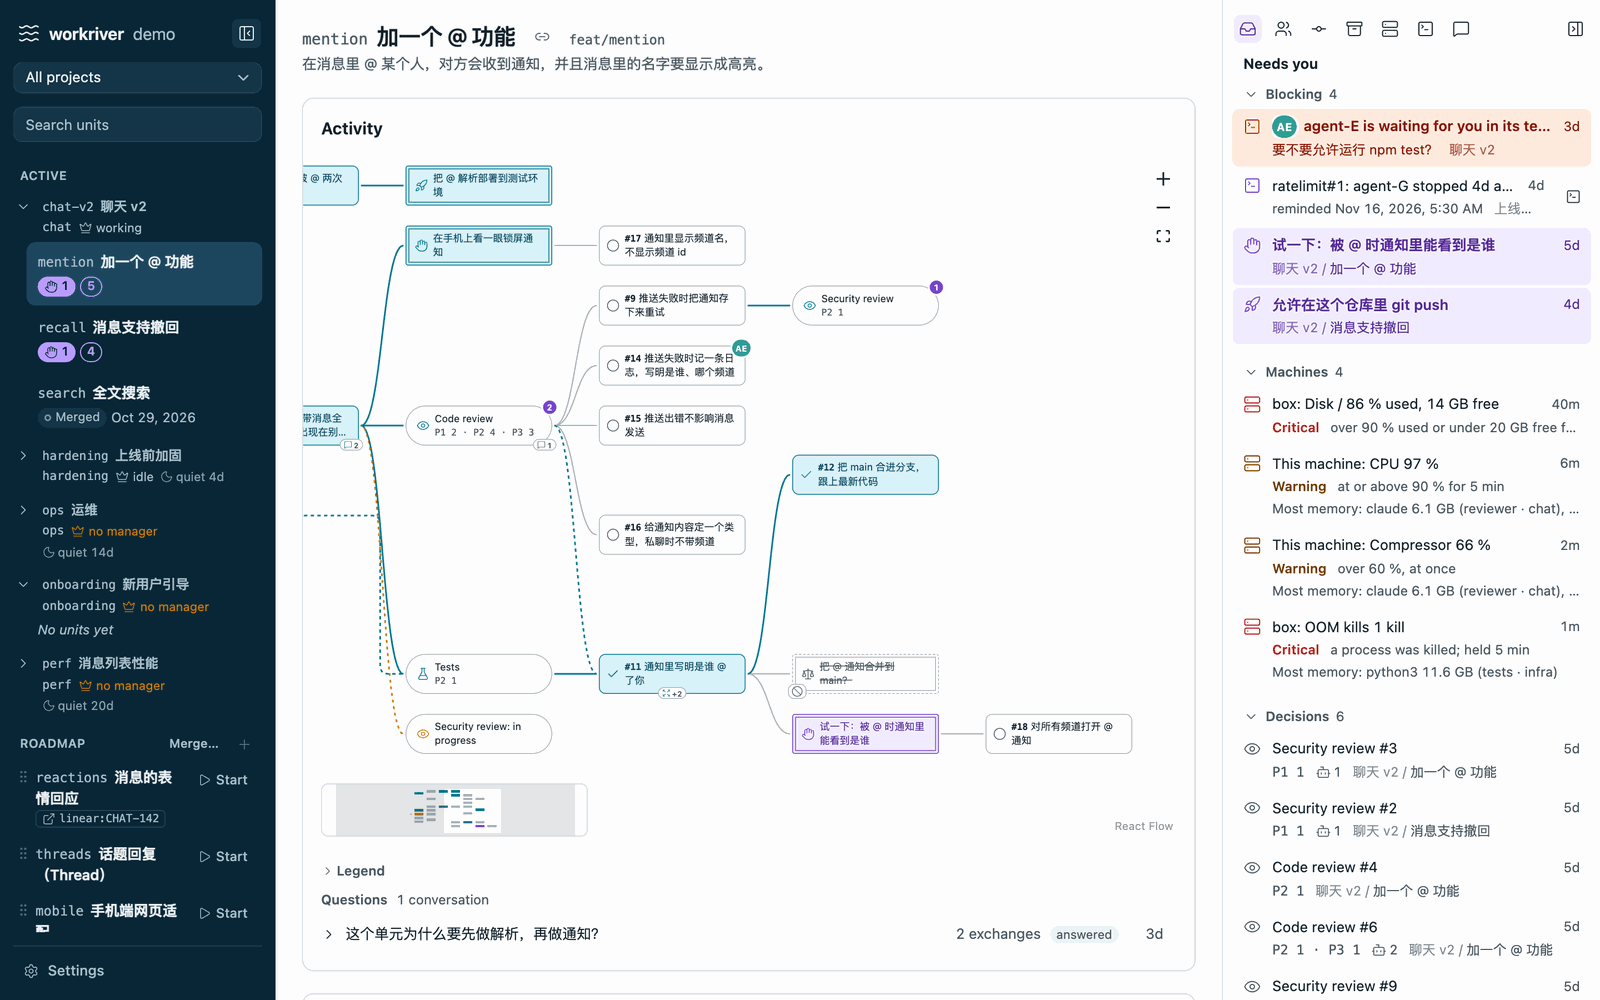 workriver demo
All projects
Search units
ACTIVE
chat-v2 聊天 v2
chat working
mention 加一个 @ 功能
1 5
recall 消息支持撤回
1 4
search 全文搜索
Merged Oct 29, 2026
hardening 上线前加固
hardening idle quiet 4d
ops 运维
ops no manager
quiet 14d
onboarding 新用户引导
onboarding no manager
No units yet
perf 消息列表性能
perf no manager
quiet 20d
ROADMAP Merge... +
reactions 消息的表情回应 Start
linear:CHAT-142
threads 话题回复（Thread） Start
mobile 手机端网页适 Start
Settings
mention 加一个 @ 功能 feat/mention
在消息里 @ 某个人，对方会收到通知，并且消息里的名字要显示成高亮。
Activity
@ 两次
把 @ 解析部署到测试环境
在手机上看一眼锁屏通知
#17 通知里显示频道名，不显示频道 id
#9 推送失败时把通知存下来重试
Security review
P2 1
1
#14 推送失败时记一条日志，写明是谁、哪个频道
AE
带消息全
出现在别...
2
Code review
P1 2 · P2 4 · P3 3
2
1
#15 推送出错不影响消息发送
#12 把 main 合进分支，跟上最新代码
#16 给通知内容定一个类型，私聊时不带频道
Tests
P2 1
#11 通知里写明是谁 @ 了你
+2
把 @ 通知合并到 main?
Security review: in progress
试一下：被 @ 时通知里能看到是谁
#18 对所有频道打开 @ 通知
React Flow
Legend
Questions 1 conversation
这个单元为什么要先做解析，再做通知？ 2 exchanges answered 3d
Needs you
Blocking 4
AE agent-E is waiting for you in its te... 3d
要不要允许运行 npm test? 聊天 v2
ratelimit#1: agent-G stopped 4d a... 4d
reminded Nov 16, 2026, 5:30 AM 上线...
试一下：被 @ 时通知里能看到是谁 5d
聊天 v2 / 加一个 @ 功能
允许在这个仓库里 git push 4d
聊天 v2 / 消息支持撤回
Machines 4
box: Disk / 86 % used, 14 GB free 40m
Critical over 90 % used or under 20 GB free f...
This machine: CPU 97 % 6m
Warning at or above 90 % for 5 min
Most memory: claude 6.1 GB (reviewer · chat), ...
This machine: Compressor 66 % 2m
Warning over 60 %, at once
Most memory: claude 6.1 GB (reviewer · chat), ...
box: OOM kills 1 kill 1m
Critical a process was killed; held 5 min
Most memory: python3 11.6 GB (tests · infra)
Decisions 6
Security review #3 5d
P1 1 1 聊天 v2 / 加一个 @ 功能
Security review #2 5d
P1 1 1 聊天 v2 / 消息支持撤回
Code review #4 5d
P2 1 聊天 v2 / 加一个 @ 功能
Code review #6 5d
P2 1 · P3 1 2 聊天 v2 / 加一个 @ 功能
Security review #9 5d